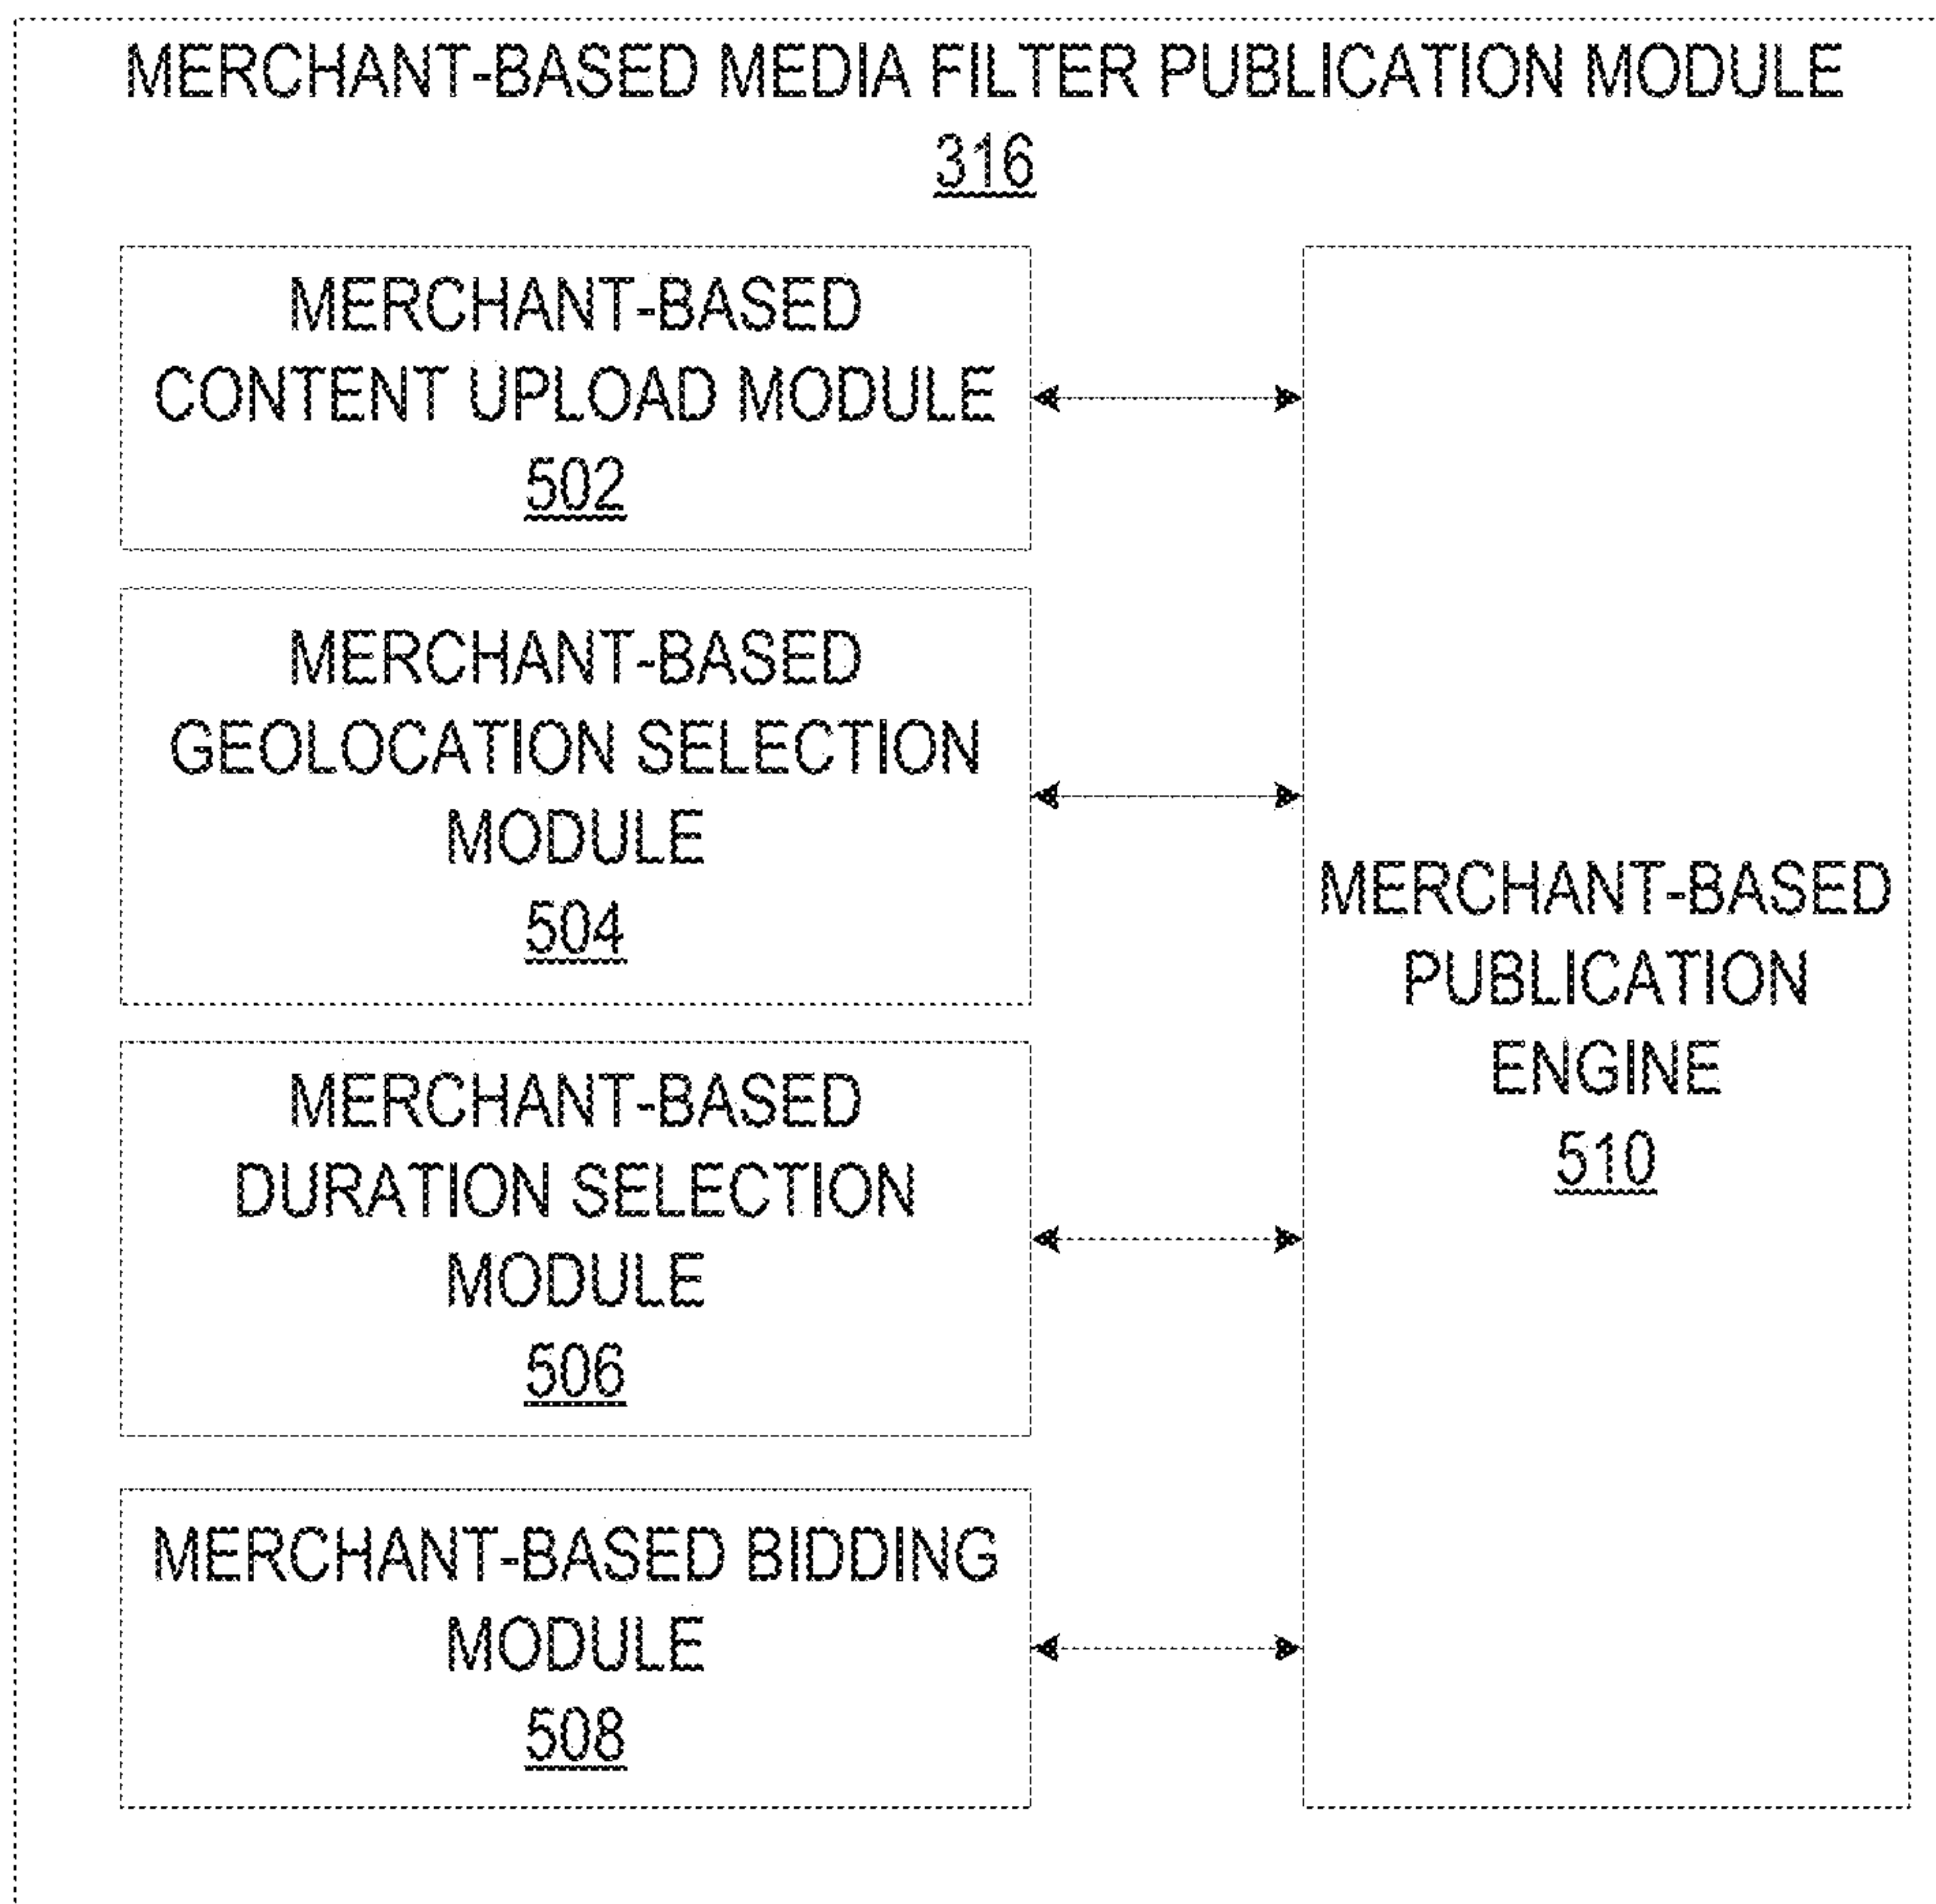 MERCHANT-BASED MEDIA FILTER PUBLICATION MODULE
316
MERCHANT-BASED
CONTENT UPLOAD MODULE
502
MERCHANT-BASED
GEOLOCATION SELECTION
MODULE
504
MERCHANT-BASED
DURATION SELECTION
MODULE
506
MERCHANT-BASED BIDDING
MODULE
508
MERCHANT-BASED
PUBLICATION
ENGINE
510